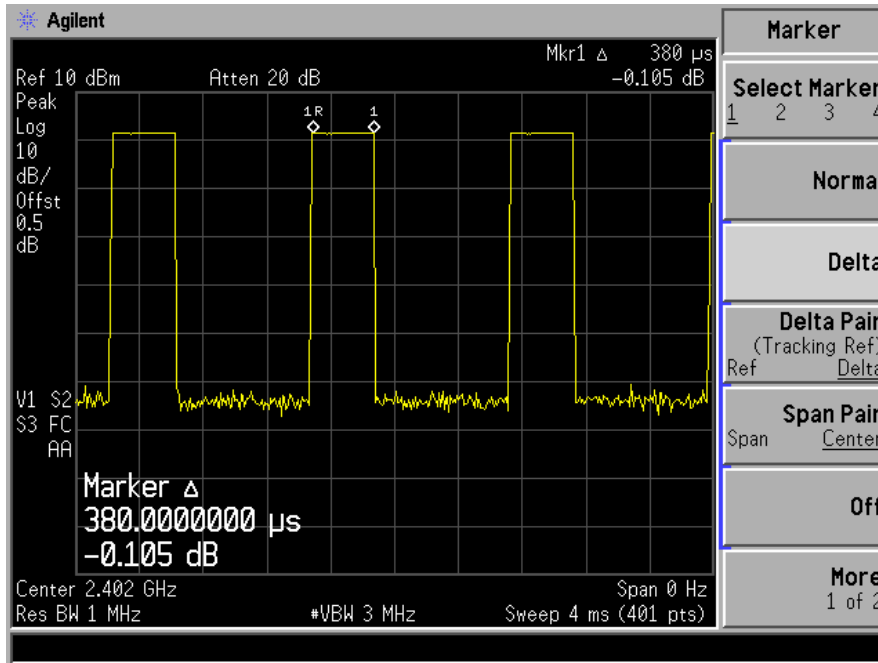 Agilent
Mkr1 Δ 380 μs
Ref 10 dBm Atten 20 dB -0.105 dB
Peak
Log
10
dB/
Offst
0.5
dB
1R 1
V1 S2
S3 FC
AA
Marker Δ
380.0000000 μs
-0.105 dB
Center 2.402 GHz Span 0 Hz
Res BW 1 MHz #VBW 3 MHz Sweep 4 ms (401 pts)
Marker
Select Marker
1 2 3 4
Norma
Delta
Delta Pair
(Tracking Ref)
Ref Delta
Span Pair
Span Center
Off
More
1 of 2